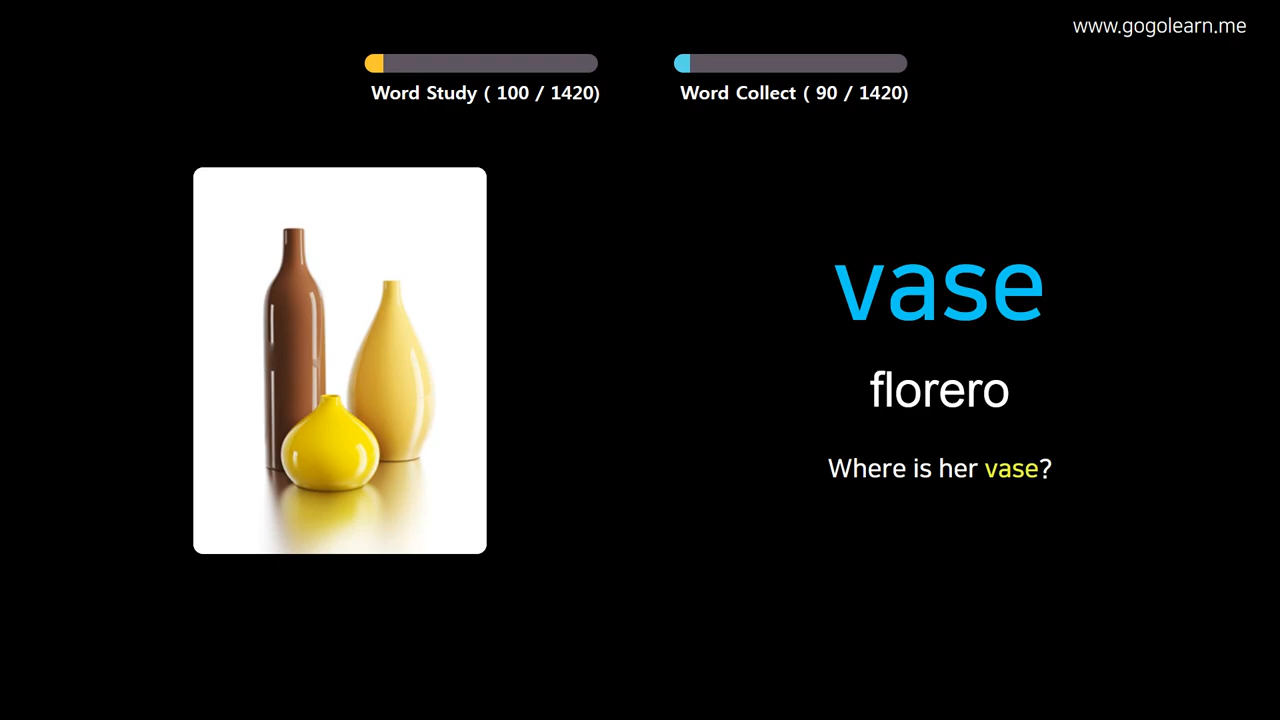 www.gogolearn.me
Word Study ( 100 / 1420)
Word Collect ( 90 / 1420)
vase
florero
Where is her vase?